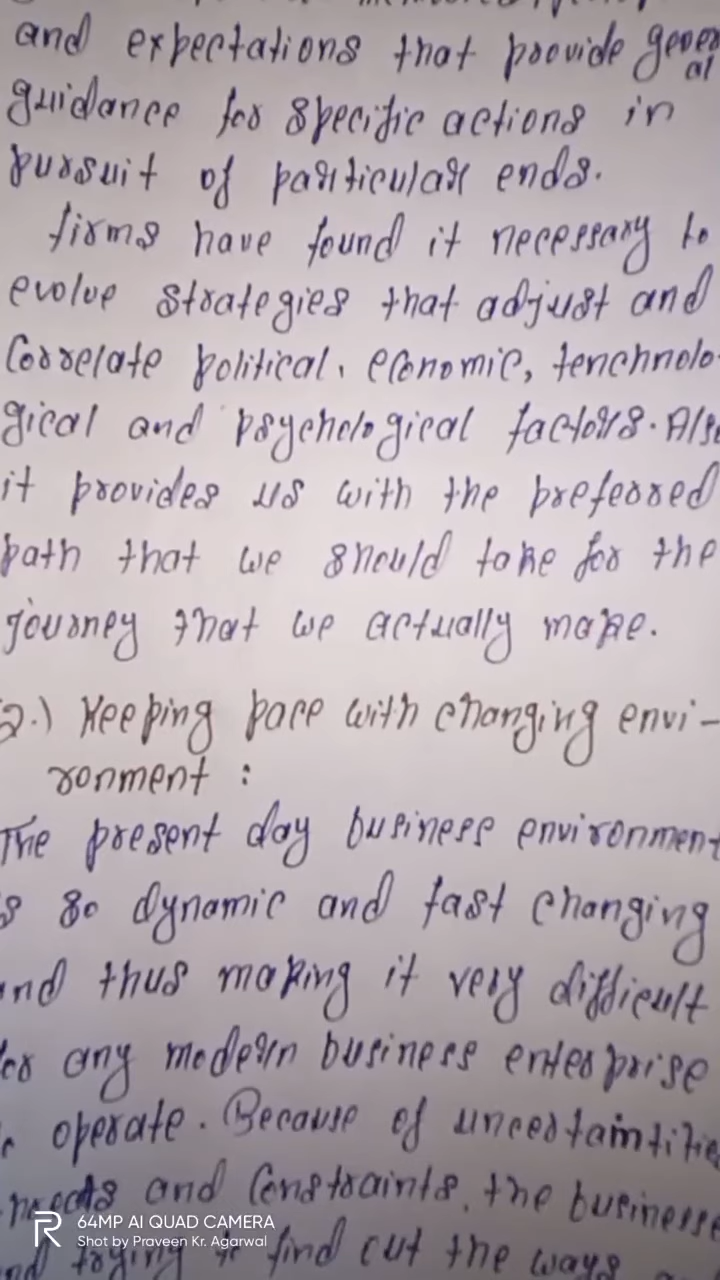 and expectations that provide gener
al
guidance for specific actions in
pursuit of particular ends.
firms have found it necessary to
evolve strategies that adjust and
Correlate political, economic, tenchnolo-
gical and psychological factors. Also
it provides us with the preferred
path that we should take for the
journey that we actually make.
2.) Keeping pace with changing envi-
ronment :
The present day business environment
is so dynamic and fast changing
and thus making it very difficult
for any modern business enterprise
operate. Because of uncertaintie
and Constraints, the business
trying to find out the ways
64MP AI QUAD CAMERA
Shot by Praveen Kr. Agarwal